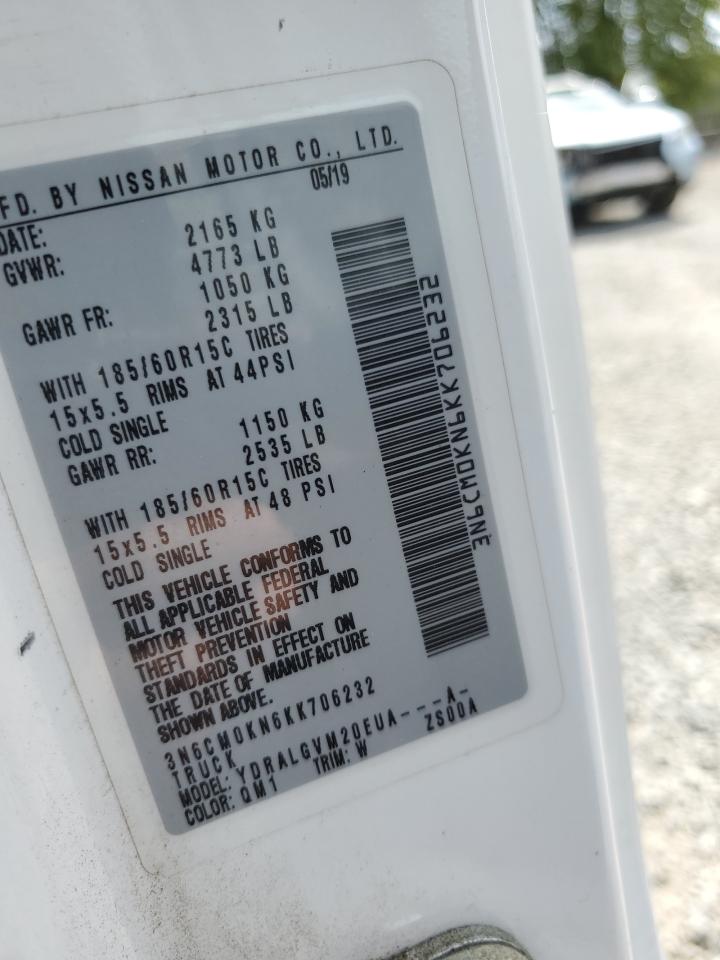 FD. BY NISSAN MOTOR CO., LTD.
DATE: 05/19
GVWR: 2165 KG
4773 LB
GAWR FR: 1050 KG
2315 LB
WITH 185/60R15C TIRES
15x5.5 RIMS AT 44PSI
COLD SINGLE
GAWR RR: 1150 KG
2535 LB
WITH 185/60R15C TIRES
15x5.5 RIMS AT 48 PSI
COLD SINGLE
THIS VEHICLE CONFORMS TO
ALL APPLICABLE FEDERAL
MOTOR VEHICLE SAFETY AND
THEFT PREVENTION
STANDARDS IN EFFECT ON
THE DATE OF MANUFACTURE
SHOWN ABOVE.
3N6CM0KN6KK706232
TRUCK
MODEL: YDRALGVM20EUA---A-
COLOR: QM1 TRIM: W ZS00A
3N6CM0KN6KK706232